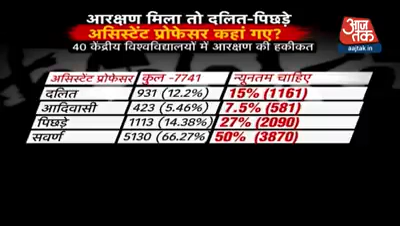 आरक्षण मिला तो दलित-पिछड़े
असिस्टेंट प्रोफेसर कहां गए?
40 केंद्रीय विश्वविद्यालयों में आरक्षण की हकीकत
आज तक
aajtak.in
असिस्टेंट प्रोफेसर कुल -7741 न्यूनतम चाहिए
दलित 931 (12.2%) 15% (1161)
आदिवासी 423 (5.46%) 7.5% (581)
पिछड़े 1113 (14.38%) 27% (2090)
सवर्ण 5130 (66.27%) 50% (3870)